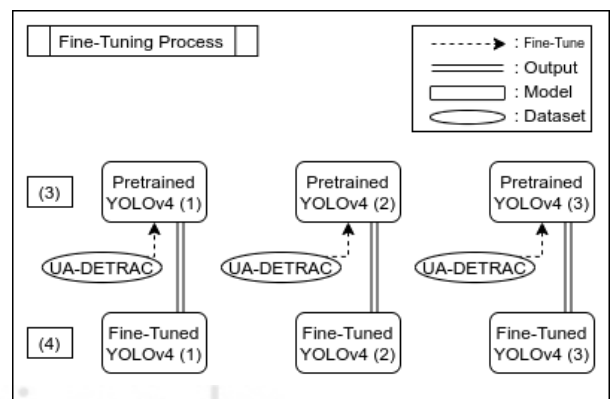 Fine-Tuning Process
: Fine-Tune
: Output
: Model
: Dataset
(3)
Pretrained
YOLOv4 (1)
Pretrained
YOLOv4 (2)
Pretrained
YOLOv4 (3)
UA-DETRAC
UA-DETRAC
UA-DETRAC
(4)
Fine-Tuned
YOLOv4 (1)
Fine-Tuned
YOLOv4 (2)
Fine-Tuned
YOLOv4 (3)